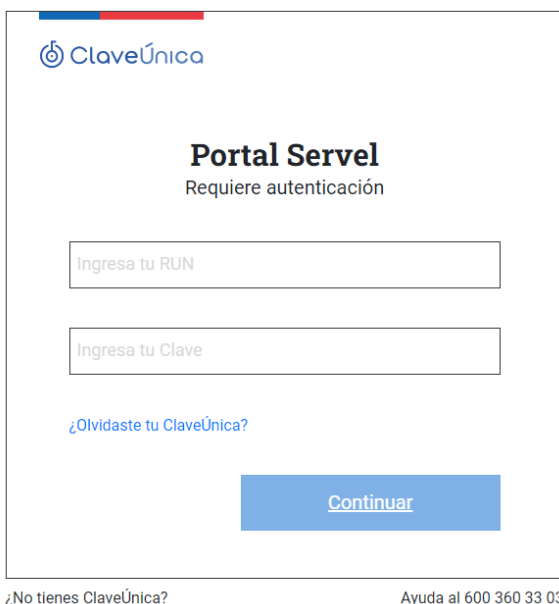 ClaveÚnica
Portal Servel
Requiere autenticación
Ingresa tu RUN
Ingresa tu Clave
¿Olvidaste tu ClaveÚnica?
Continuar
¿No tienes ClaveÚnica? Ayuda al 600 360 33 03